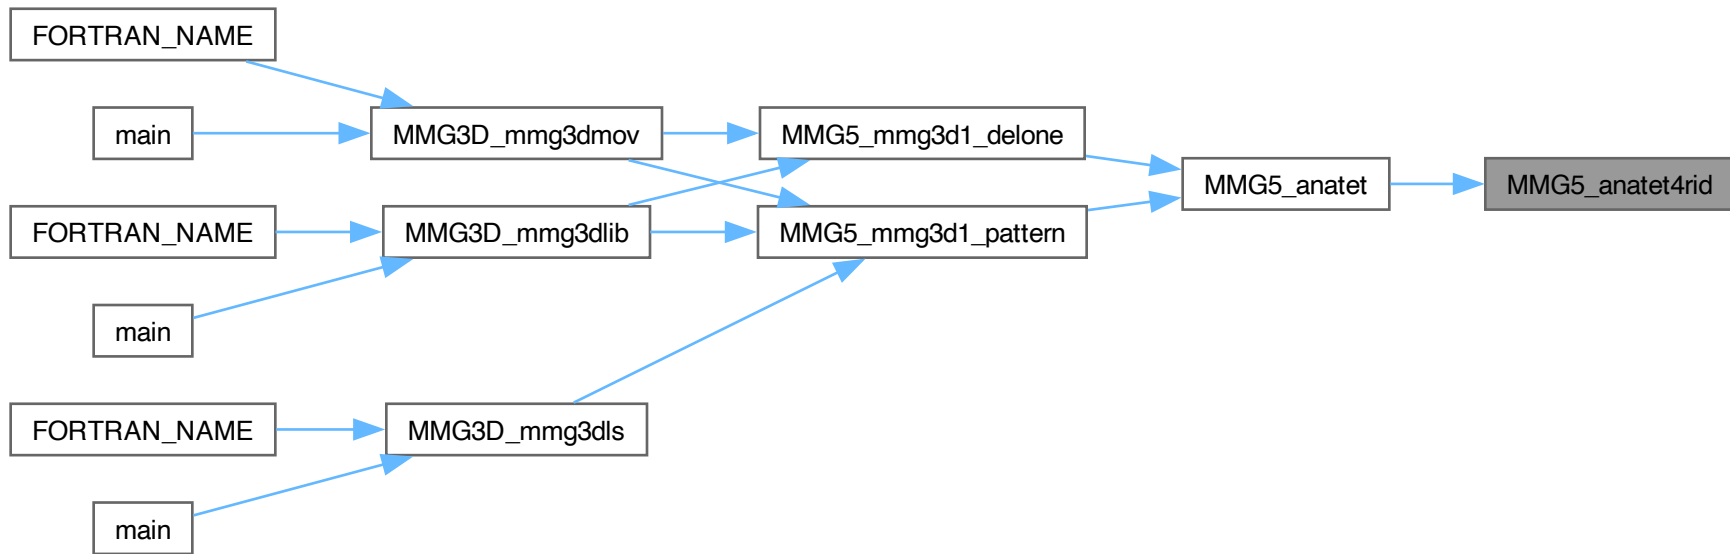 FORTRAN_NAME
main
MMG3D_mmg3dmov
MMG5_mmg3d1_delone
MMG5_anatet
MMG5_anatet4rid
FORTRAN_NAME
MMG3D_mmg3dlib
MMG5_mmg3d1_pattern
main
FORTRAN_NAME
MMG3D_mmg3dls
main